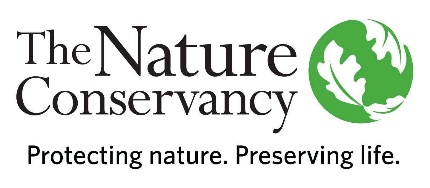 The Nature
Conservancy
Protecting nature. Preserving life.